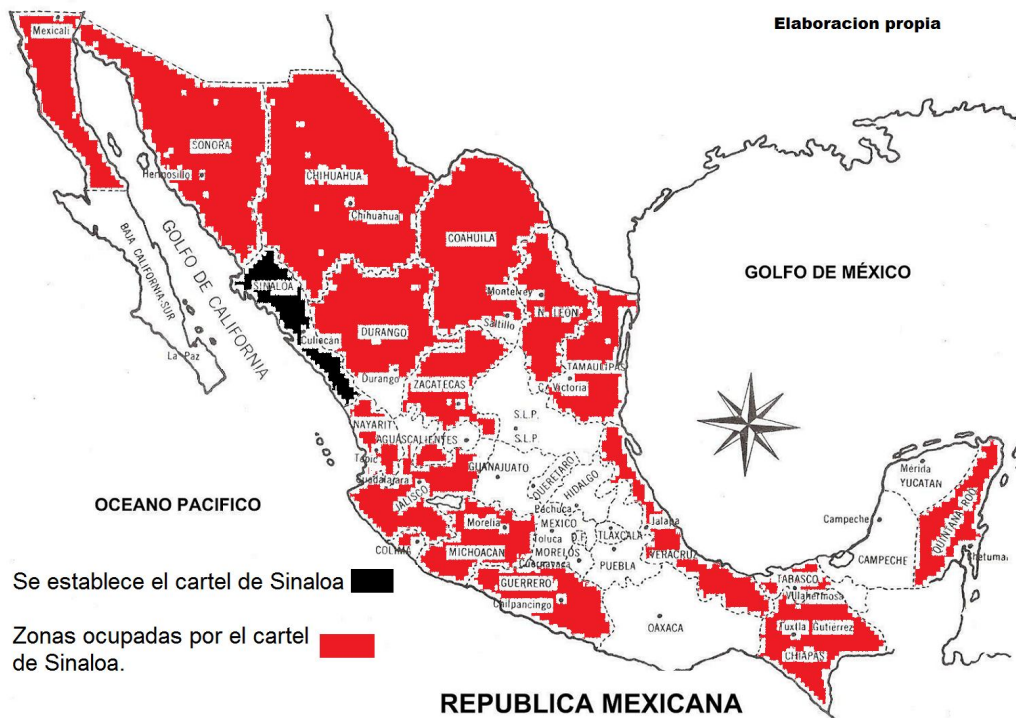 Elaboracion propia
Mexicali
SONORA
Hermosillo
CHIHUAHUA
Chihuahua
COAHUILA
GOLFO DE CALIFORNIA
BAJA CALIFORNIA SUR
La Paz
SINALOA
Culiacán
DURANGO
Durango
Monterrey
N. LEON
Saltillo
GOLFO DE MÉXICO
TAMAULIPAS
C. Victoria
ZACATECAS
S.L.P.
S.L.P.
NAYARIT
Tepic
AGUASCALIENTES
Guadalajara
JALISCO
GUANAJUATO
QUERETARO
HIDALGO
Pachuca
Mérida
YUCATAN
QUINTANA ROO
Campeche
CAMPECHE
Chetumal
OCEANO PACIFICO
COLIMA
Morelia
MICHOACAN
MEXICO
Toluca
D.F.
TLAXCALA
Jalapa
VERACRUZ
MORELOS
Cuernavaca
PUEBLA
GUERRERO
Chilpancingo
OAXACA
TABASCO
Villahermosa
Tuxtla Gutiérrez
CHIAPAS
Se establece el cartel de Sinaloa
Zonas ocupadas por el cartel
de Sinaloa.
REPUBLICA MEXICANA